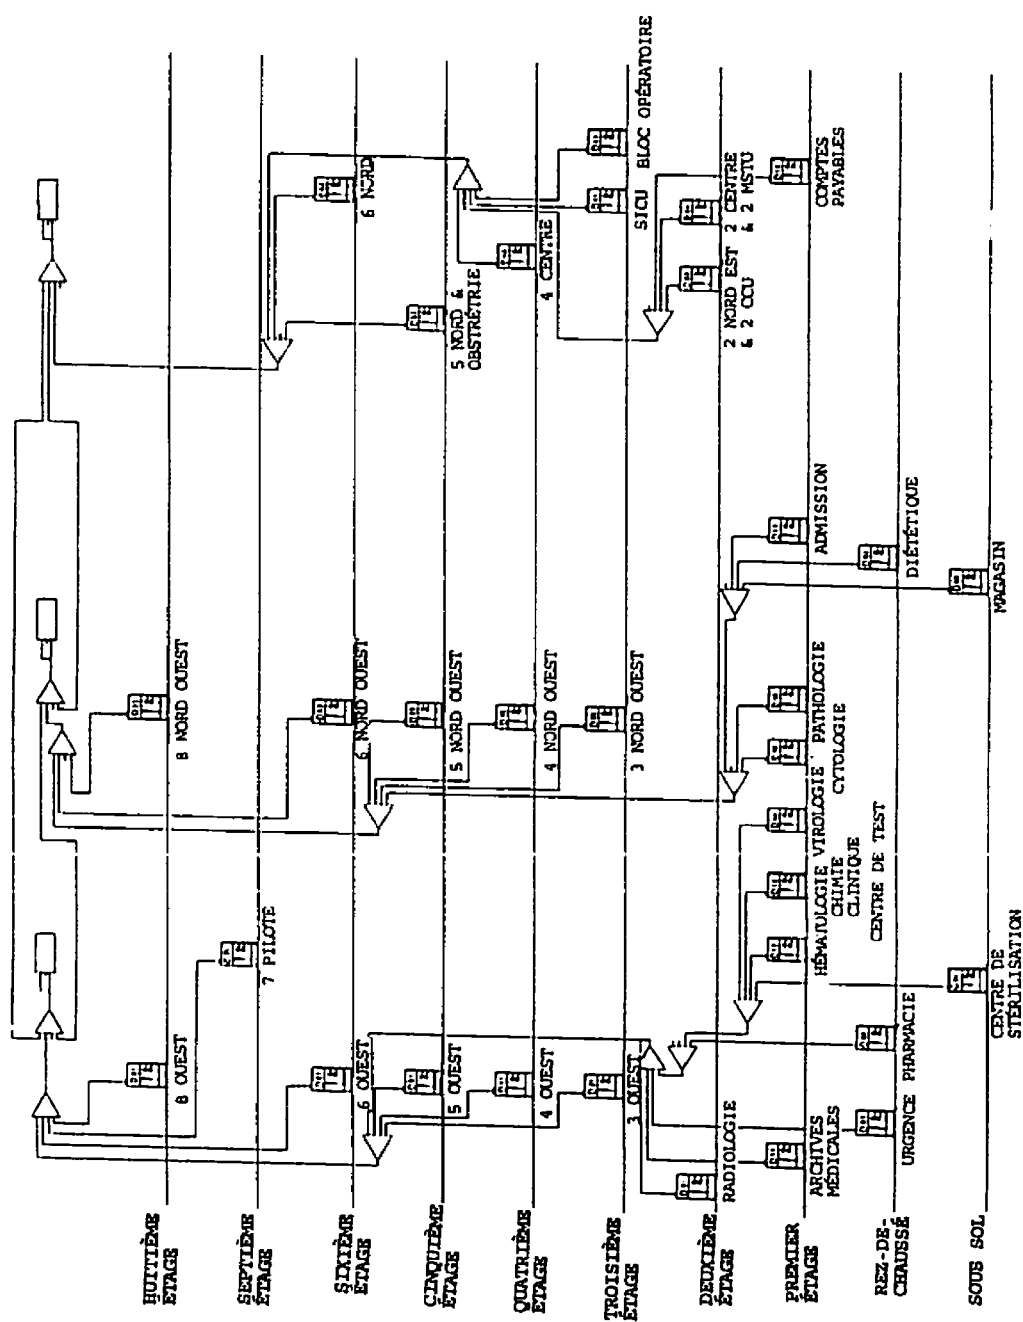 HUITIÈME
ÉTAGE
8 OUEST
8 NORD OUEST
SEPTIÈME
ÉTAGE
7 PILOTE
SIXIÈME
ÉTAGE
6 OUEST
6 NORD OUEST
6 NORD
CINQUIÈME
ÉTAGE
5 OUEST
5 NORD OUEST
5 NORD &
OBSTRÉTRIE
QUATRIÈME
ÉTAGE
4 OUEST
4 NORD OUEST
4 CENTRE
TROISIÈME
ÉTAGE
3 OUEST
3 NORD OUEST
SICU
BLOC OPÉRATOIRE
DEUXIÈME
ÉTAGE
RADIOLOGIE
2 NORD EST
& 2 CCU
2 CENTRE
& 2 MSTU
PREMIER
ÉTAGE
ARCHIVES
MÉDICALES
HÉMATOLOGIE
CHIMIE
CLINIQUE
VIROLOGIE
CYTOLOGIE
PATHOLOGIE
CENTRE DE TEST
ADMISSION
COMPTES
PAYABLES
REZ-DE-
CHAUSSÉ
URGENCE
PHARMACIE
DIÉTÉTIQUE
SOUS SOL
CENTRE DE
STÉRILISATION
MAGASIN